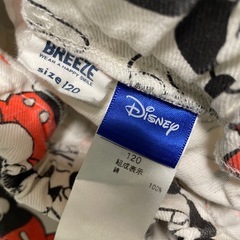 BREEZE
WEAR A HAPPY SMILE
size 120
Disney
120
組成表示
綿 100%